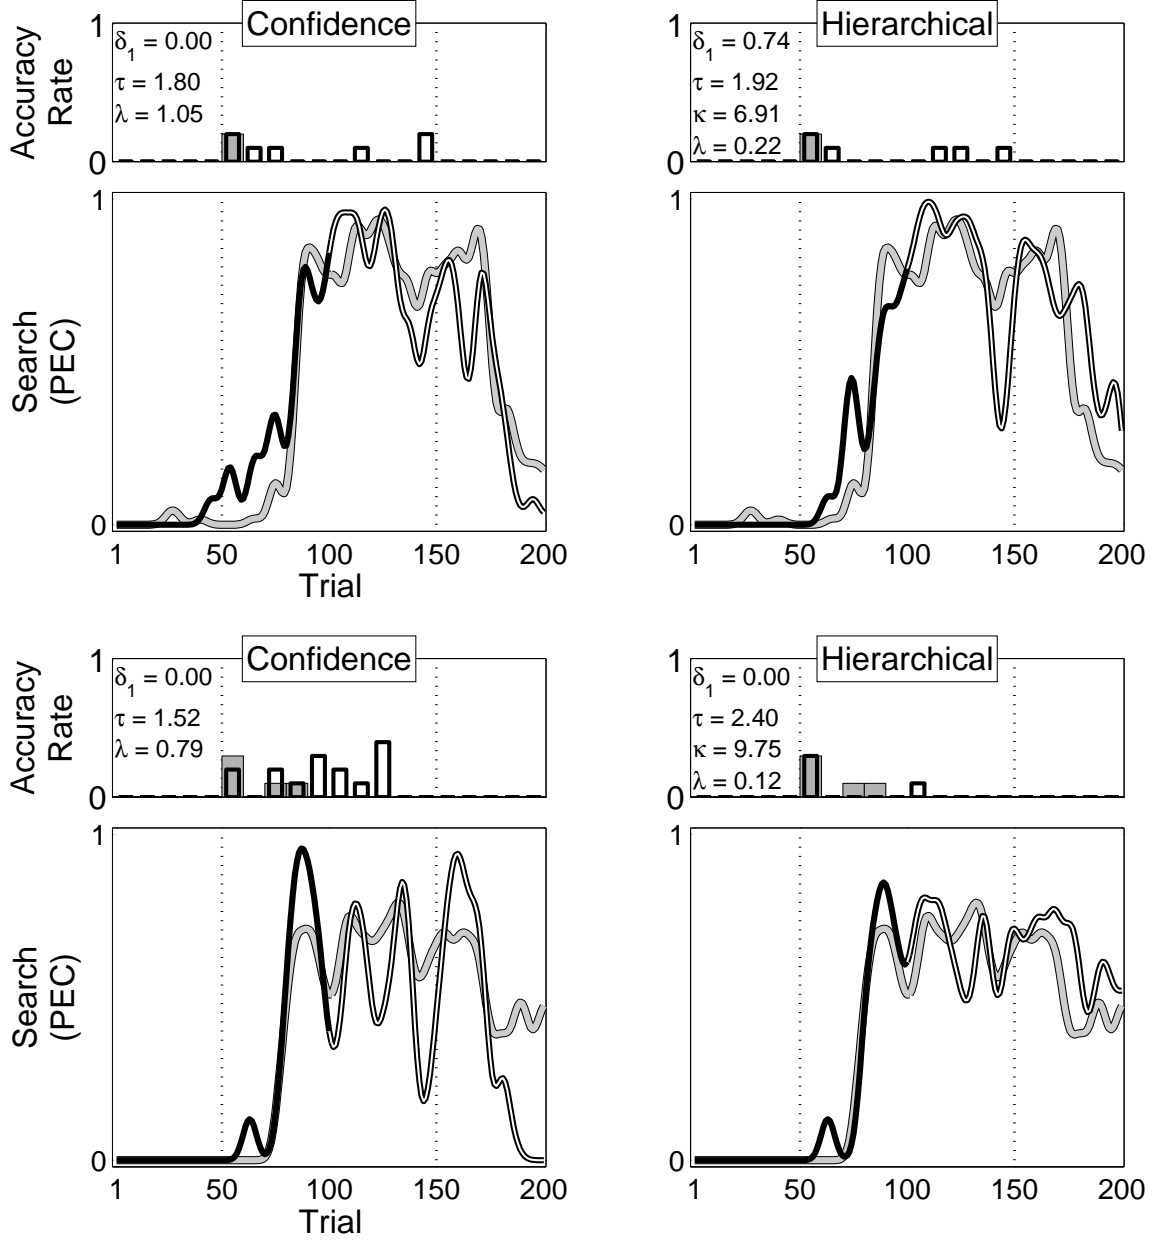 Confidence
1
δ1 = 0.00
τ = 1.80
λ = 1.05
0
Accuracy
Rate
Hierarchical
1
δ1 = 0.74
τ = 1.92
κ = 6.91
λ = 0.22
0
1
0
Search
(PEC)
1 50 100 150 200
Trial
1
0
1 50 100 150 200
Confidence
1
δ1 = 0.00
τ = 1.52
λ = 0.79
0
Accuracy
Rate
Hierarchical
1
δ1 = 0.00
τ = 2.40
κ = 9.75
λ = 0.12
0
1
0
Search
(PEC)
1 50 100 150 200
Trial
1
0
1 50 100 150 200